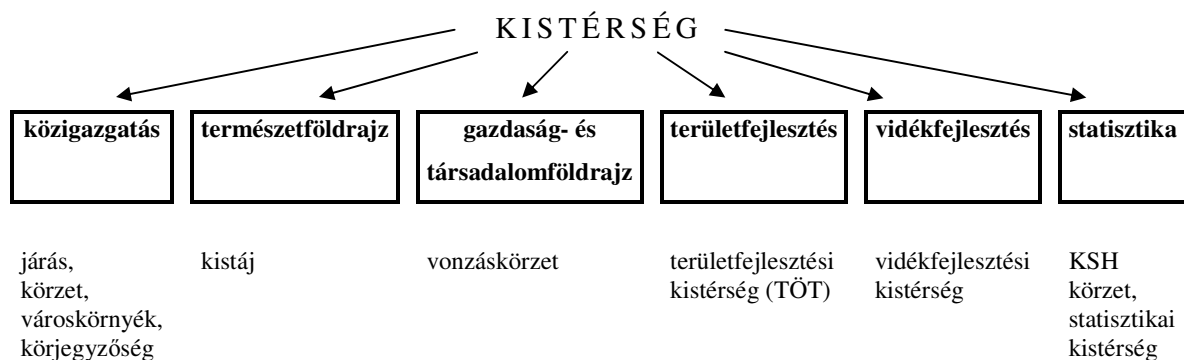 KISTÉRSÉG
közigazgatás
természetföldrajz
gazdaság- és
társadalomföldrajz
területfejlesztés
vidékfejlesztés
statisztika
járás,
körzet,
városkörnyék,
körjegyzőség
kistáj
vonzáskörzet
területfejlesztési
kistérség (TÖT)
vidékfejlesztési
kistérség
KSH
körzet,
statisztikai
kistérség